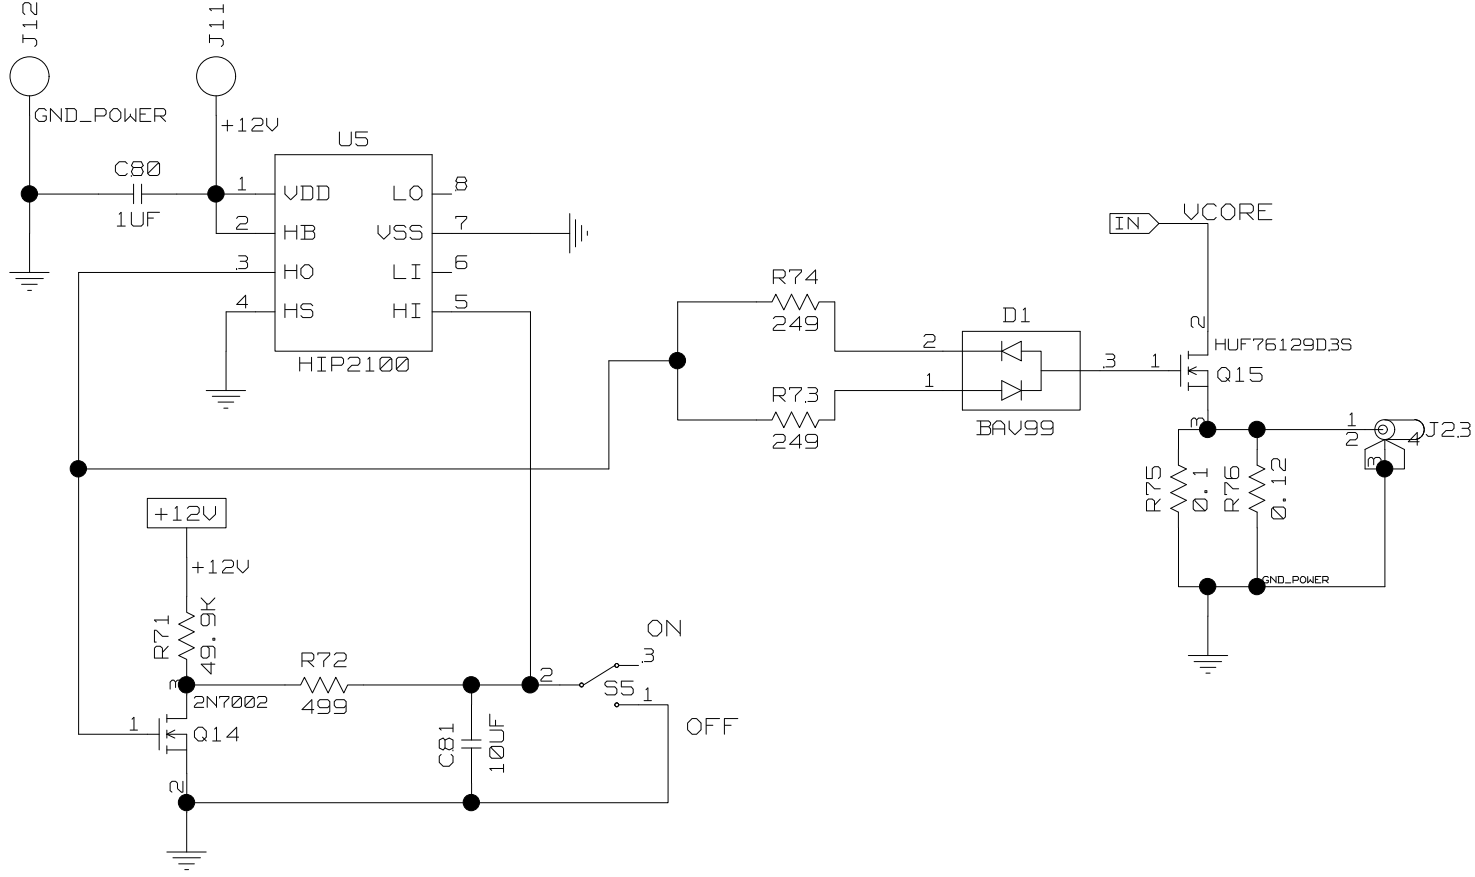 J12
J11
GND_POWER
+12V
U5
C80
1UF
1
VDD
LO
8
2
HB
VSS
7
3
HO
LI
6
4
HS
HI
5
HIP2100
R74
249
R73
249
D1
2
1
3
BAV99
IN
VCORE
2
HUF76129D3S
1
Q15
3
1
2
3
4
J23
R75
0.1
R76
0.12
GND_POWER
+12V
+12V
R71
49.9K
3
2N7002
1
Q14
2
R72
499
C81
10UF
2
ON
3
S5
1
OFF